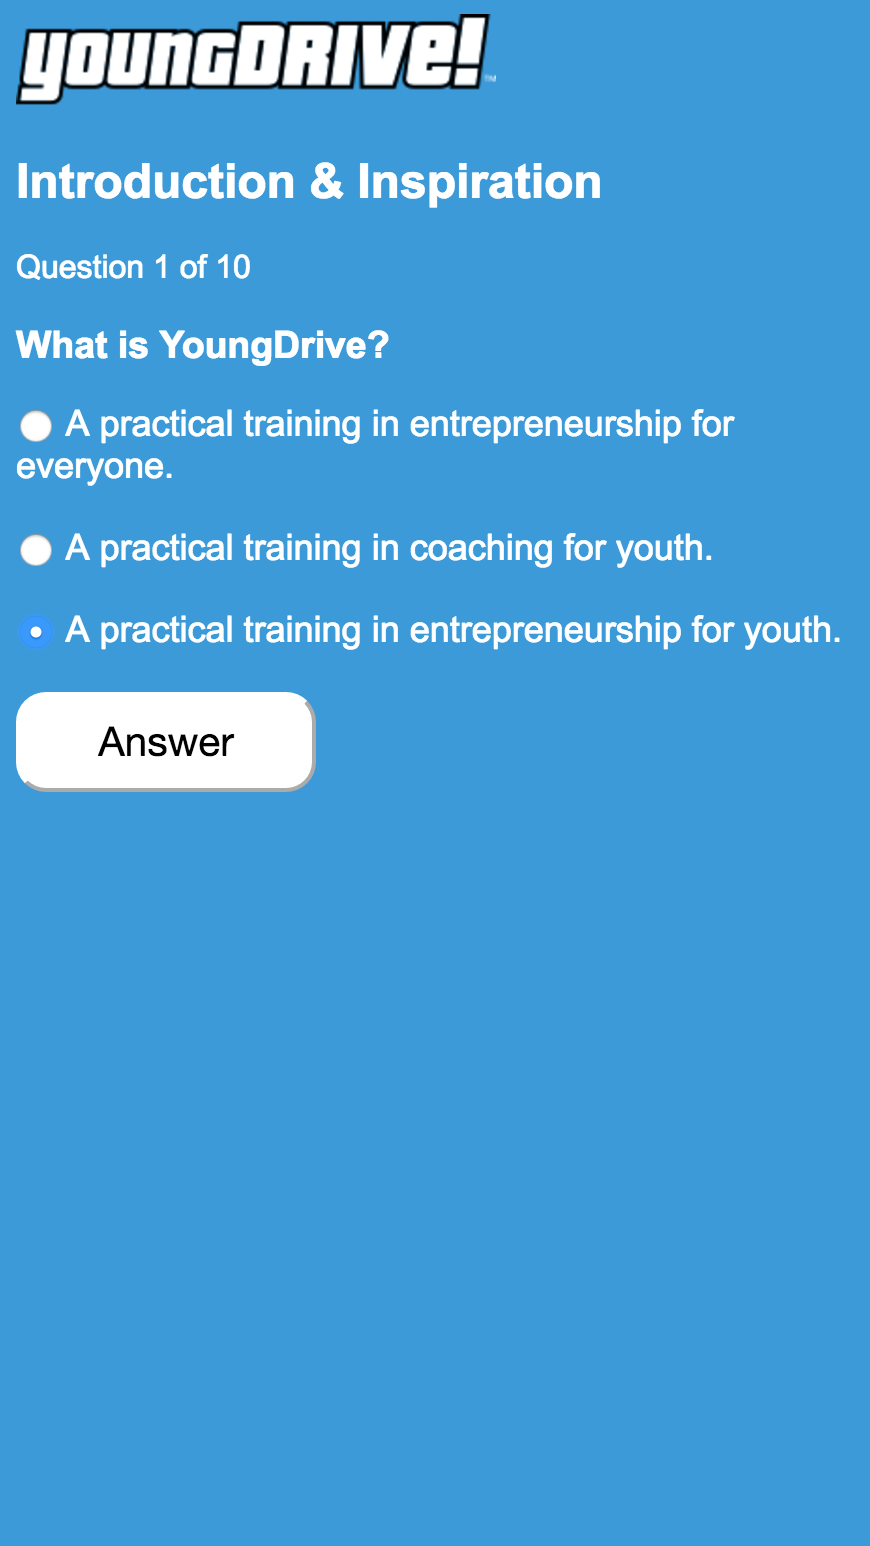 youngDRIVe!™
Introduction & Inspiration
Question 1 of 10
What is YoungDrive?
A practical training in entrepreneurship for
everyone.
A practical training in coaching for youth.
A practical training in entrepreneurship for youth.
Answer